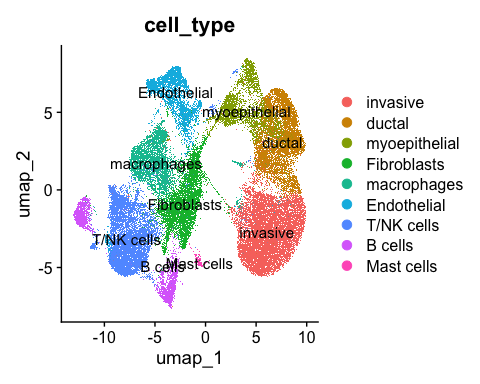 cell_type
Endothelial
myoepithelial
ductal
macrophages
Fibroblasts
invasive
T/NK cells
B cells
Mast cells
umap_2
5
0
-5
-10
-5
0
5
10
umap_1
invasive
ductal
myoepithelial
Fibroblasts
macrophages
Endothelial
T/NK cells
B cells
Mast cells